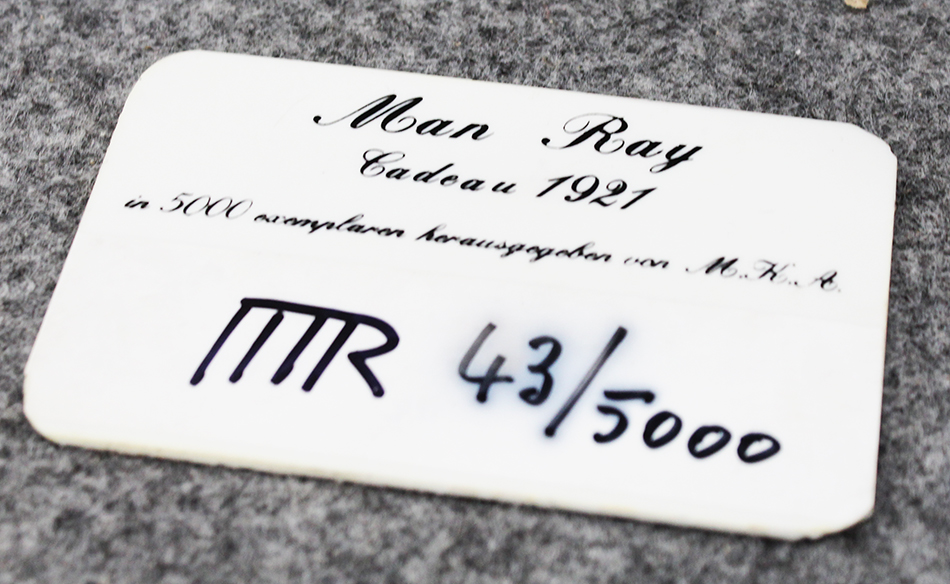 Man Ray
Cadeau 1921
in 5000 exemplaren herausgegeben von M.K.A.
MR 43/5000